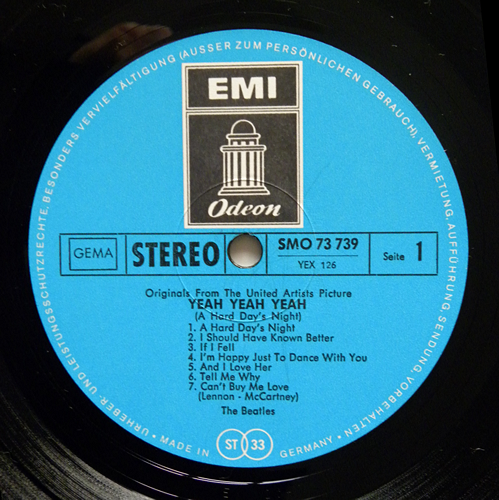 URHEBER- UND LEISTUNGSSCHUTZRECHTE, BESONDERS VERVIELFÄLTIGUNG (AUSSER ZUM PERSÖNLICHEN GEBRAUCH), VERMIETUNG, AUFFÜHRUNG, SENDUNG, VORBEHALTEN
EMI
Odeon
GEMA
STEREO
SMO 73 739
YEX 126
Seite 1
Originals From The United Artists Picture
YEAH YEAH YEAH
(A Hard Day's Night)
1. A Hard Day's Night
2. I Should Have Known Better
3. If I Fell
4. I'm Happy Just To Dance With You
5. And I Love Her
6. Tell Me Why
7. Can't Buy Me Love
(Lennon - McCartney)
The Beatles
• MADE IN
ST 33
GERMANY •